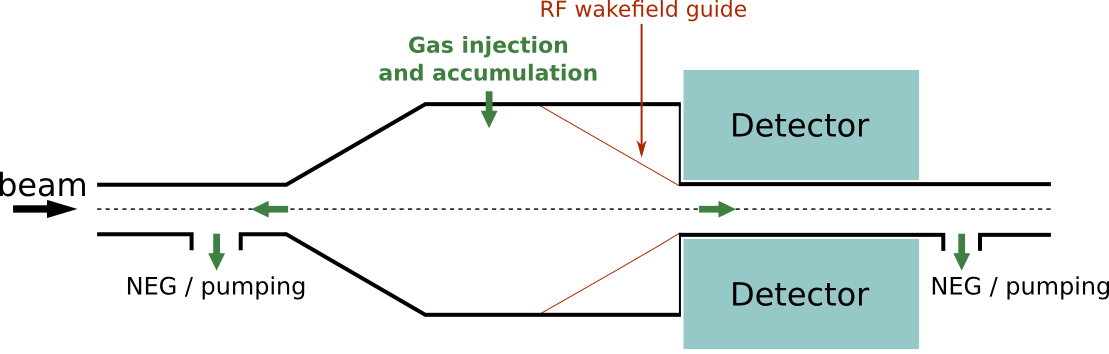 RF wakefield guide
Gas injection
and accumulation
Detector
beam
NEG / pumping
NEG / pumping
Detector